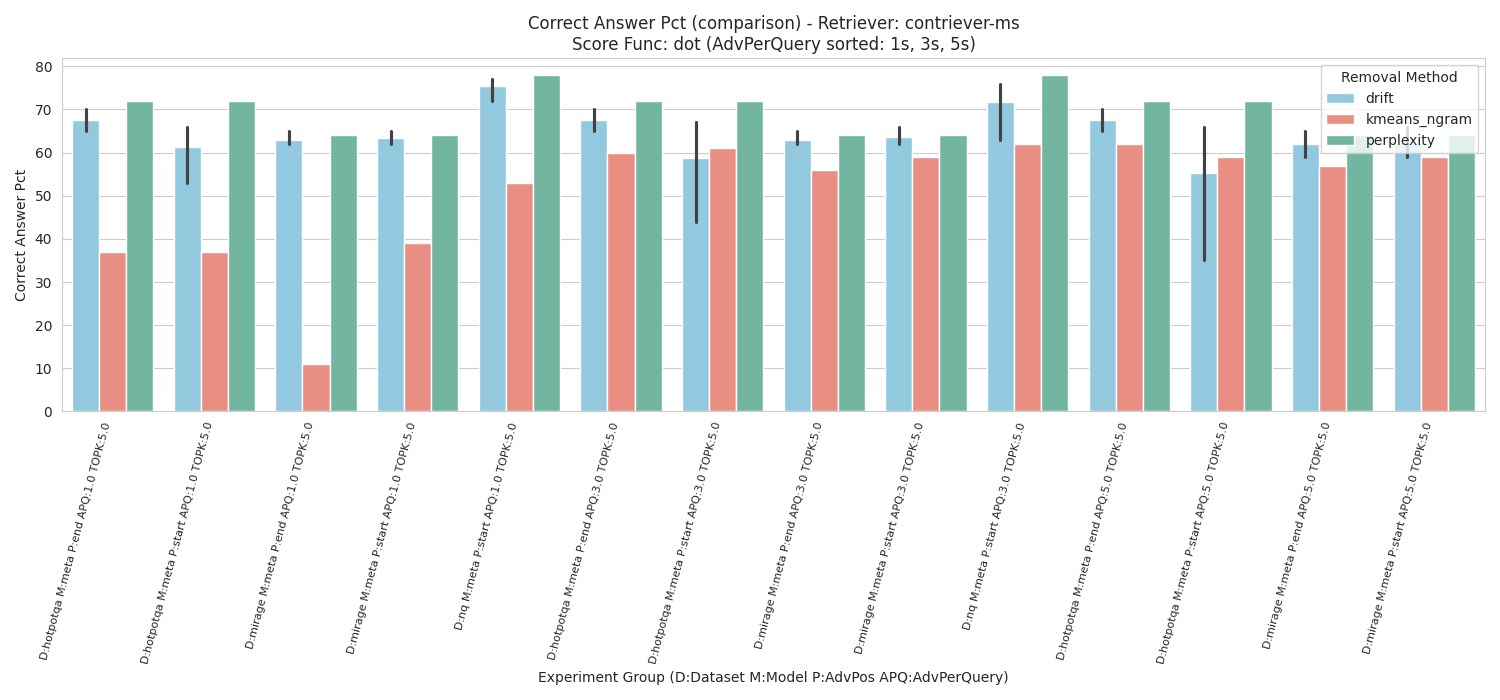 Correct Answer Pct (comparison) - Retriever: contriever-ms
Score Func: dot (AdvPerQuery sorted: 1s, 3s, 5s)
Correct Answer Pct
80
70
60
50
40
30
20
10
0
Removal Method
drift
kmeans_ngram
perplexity
D:hotpotqa M:meta P:end APQ:1.0 TOPK:5.0
D:hotpotqa M:meta P:start APQ:1.0 TOPK:5.0
D:mirage M:meta P:end APQ:1.0 TOPK:5.0
D:mirage M:meta P:start APQ:1.0 TOPK:5.0
D:nq M:meta P:start APQ:1.0 TOPK:5.0
D:hotpotqa M:meta P:end APQ:3.0 TOPK:5.0
D:hotpotqa M:meta P:start APQ:3.0 TOPK:5.0
D:mirage M:meta P:end APQ:3.0 TOPK:5.0
D:mirage M:meta P:start APQ:3.0 TOPK:5.0
D:nq M:meta P:start APQ:3.0 TOPK:5.0
D:hotpotqa M:meta P:end APQ:5.0 TOPK:5.0
D:hotpotqa M:meta P:start APQ:5.0 TOPK:5.0
D:mirage M:meta P:end APQ:5.0 TOPK:5.0
D:mirage M:meta P:start APQ:5.0 TOPK:5.0
Experiment Group (D:Dataset M:Model P:AdvPos APQ:AdvPerQuery)